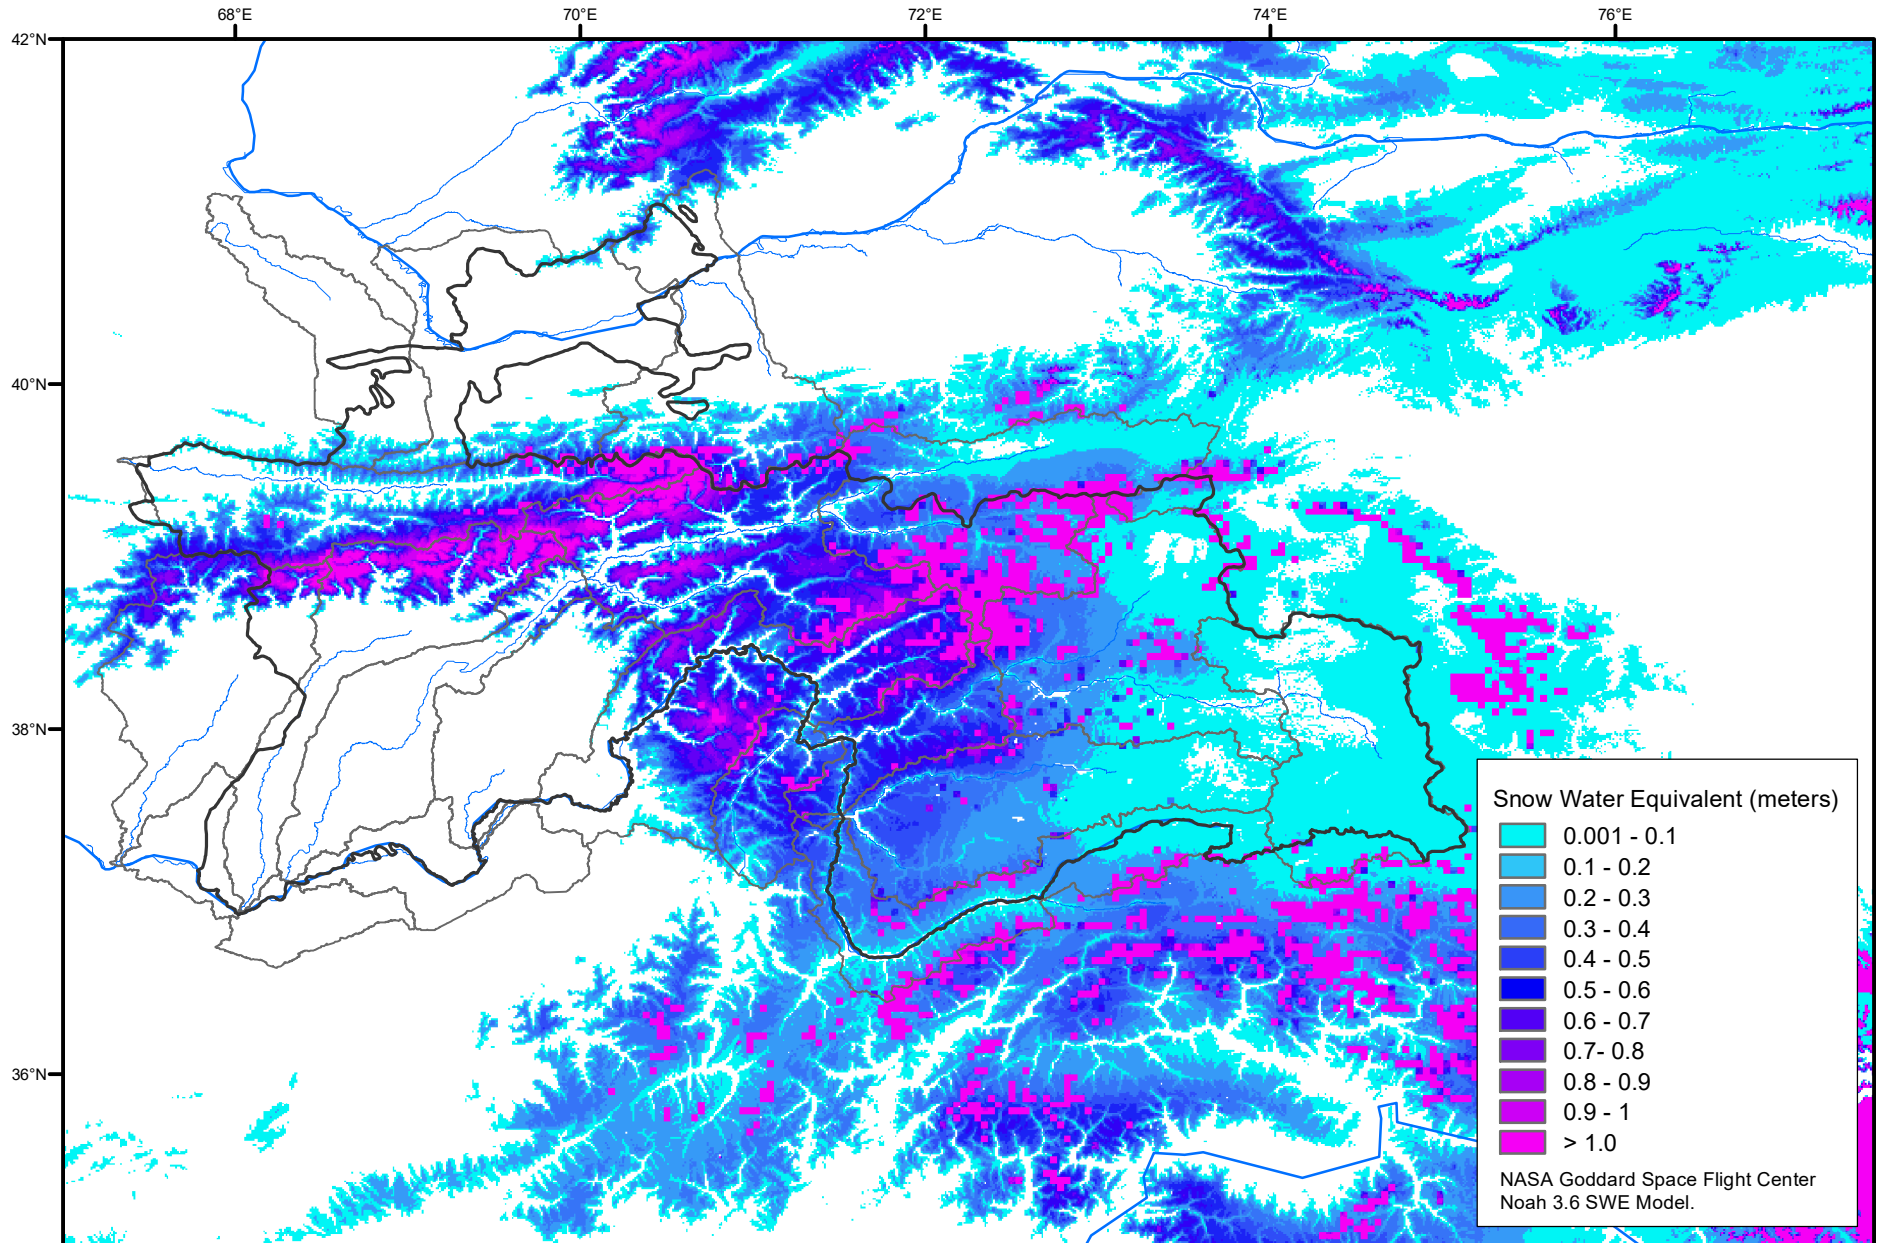 68°E 70°E 72°E 74°E 76°E
42°N
40°N
38°N
36°N
Snow Water Equivalent (meters)
0.001 - 0.1
0.1 - 0.2
0.2 - 0.3
0.3 - 0.4
0.4 - 0.5
0.5 - 0.6
0.6 - 0.7
0.7- 0.8
0.8 - 0.9
0.9 - 1
> 1.0
NASA Goddard Space Flight Center
Noah 3.6 SWE Model.